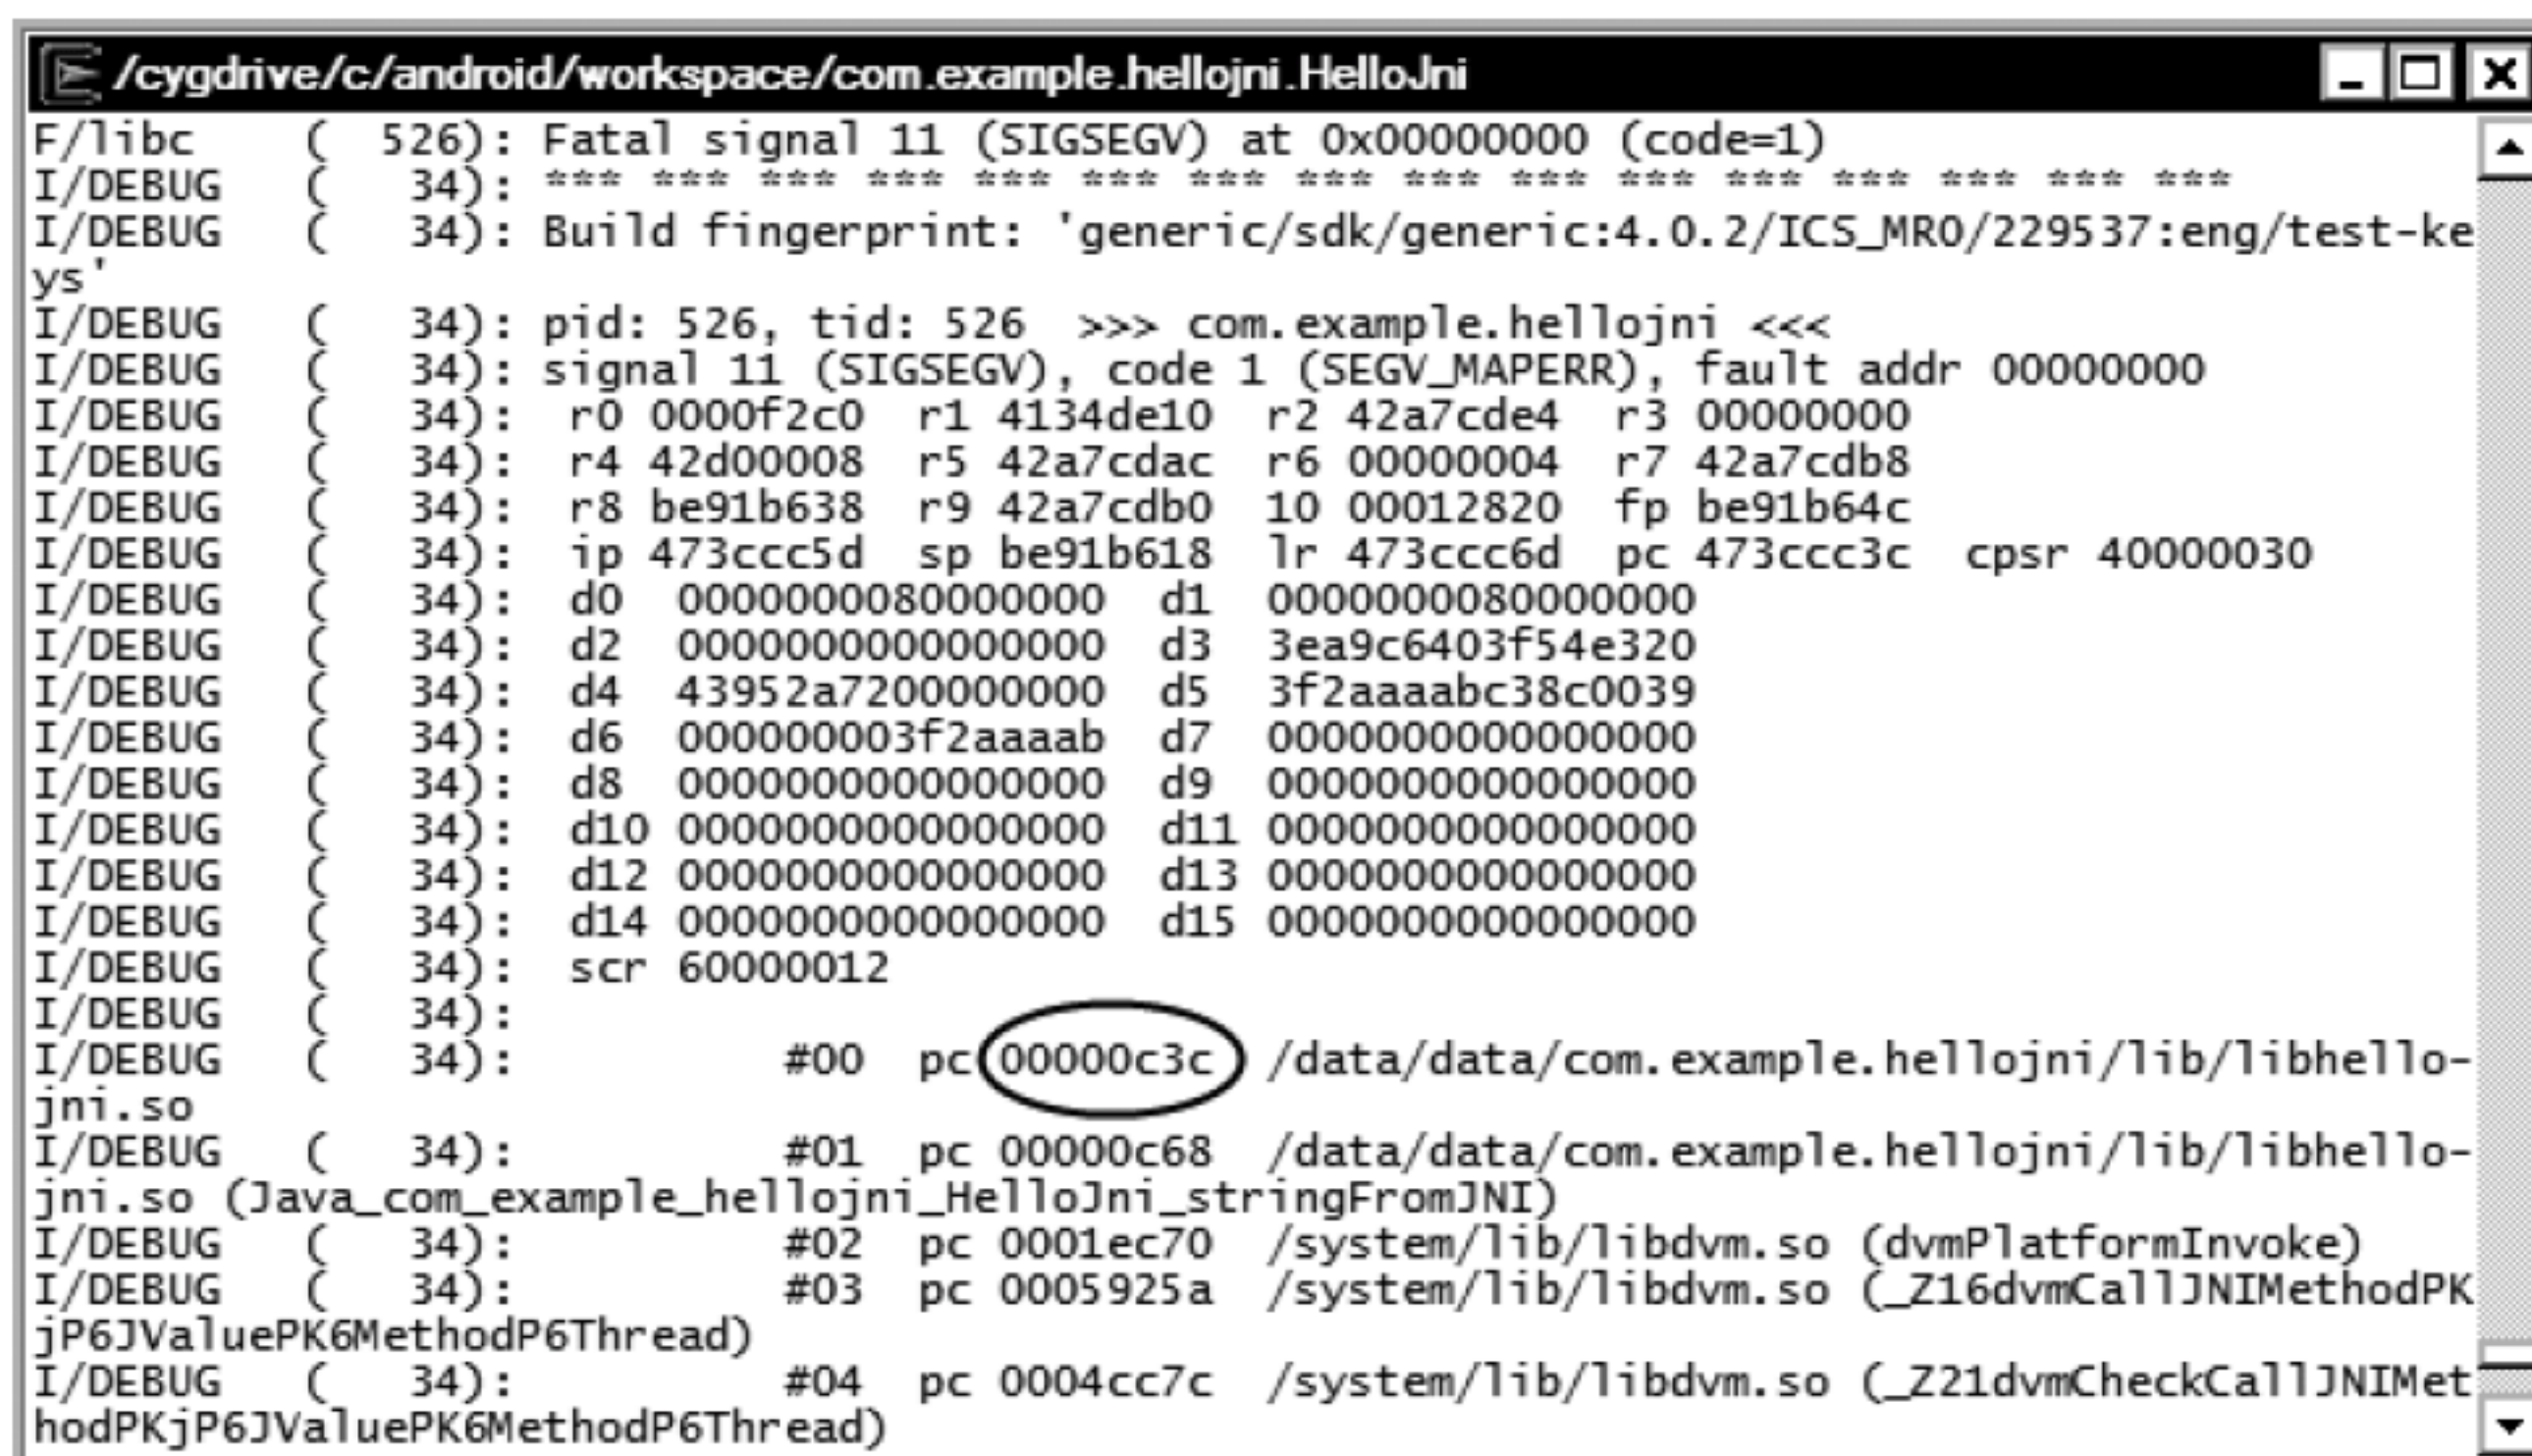 /cygdrive/c/android/workspace/com.example.hellojni.HelloJni
F/libc    (  526): Fatal signal 11 (SIGSEGV) at 0x00000000 (code=1)
I/DEBUG   (   34): *** *** *** *** *** *** *** *** *** *** *** *** *** *** *** ***
I/DEBUG   (   34): Build fingerprint: 'generic/sdk/generic:4.0.2/ICS_MR0/229537:eng/test-ke
ys'
I/DEBUG   (   34): pid: 526, tid: 526  >>> com.example.hellojni <<<
I/DEBUG   (   34): signal 11 (SIGSEGV), code 1 (SEGV_MAPERR), fault addr 00000000
I/DEBUG   (   34):  r0 0000f2c0  r1 4134de10  r2 42a7cde4  r3 00000000
I/DEBUG   (   34):  r4 42d00008  r5 42a7cdac  r6 00000004  r7 42a7cdb8
I/DEBUG   (   34):  r8 be91b638  r9 42a7cdb0  10 00012820  fp be91b64c
I/DEBUG   (   34):  ip 473ccc5d  sp be91b618  lr 473ccc6d  pc 473ccc3c  cpsr 40000030
I/DEBUG   (   34):  d0  0000000080000000  d1  0000000080000000
I/DEBUG   (   34):  d2  0000000000000000  d3  3ea9c6403f54e320
I/DEBUG   (   34):  d4  43952a7200000000  d5  3f2aaaabc38c0039
I/DEBUG   (   34):  d6  000000003f2aaaab  d7  0000000000000000
I/DEBUG   (   34):  d8  0000000000000000  d9  0000000000000000
I/DEBUG   (   34):  d10 0000000000000000  d11 0000000000000000
I/DEBUG   (   34):  d12 0000000000000000  d13 0000000000000000
I/DEBUG   (   34):  d14 0000000000000000  d15 0000000000000000
I/DEBUG   (   34):  scr 60000012
I/DEBUG   (   34):
I/DEBUG   (   34):          #00  pc 00000c3c  /data/data/com.example.hellojni/lib/libhello-
jni.so
I/DEBUG   (   34):          #01  pc 00000c68  /data/data/com.example.hellojni/lib/libhello-
jni.so (Java_com_example_hellojni_HelloJni_stringFromJNI)
I/DEBUG   (   34):          #02  pc 0001ec70  /system/lib/libdvm.so (dvmPlatformInvoke)
I/DEBUG   (   34):          #03  pc 0005925a  /system/lib/libdvm.so (_Z16dvmCallJNIMethodPK
jP6JValuePK6MethodP6Thread)
I/DEBUG   (   34):          #04  pc 0004cc7c  /system/lib/libdvm.so (_Z21dvmCheckCallJNIMet
hodPKjP6JValuePK6MethodP6Thread)